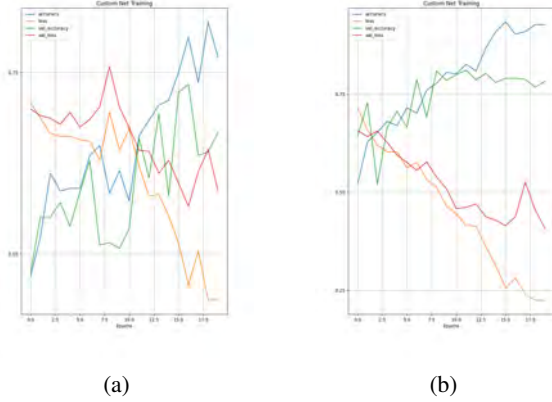 Custom Net Training
accuracy
loss
val_accuracy
val_loss
0.75
0.0 2.5 5.0 7.5 10.0 12.5 15.0 17.5
Epochs
(a)
Custom Net Training
accuracy
loss
val_accuracy
val_loss
0.75
0.50
0.25
0.0 2.5 5.0 7.5 10.0 12.5 15.0 17.5
Epochs
(b)